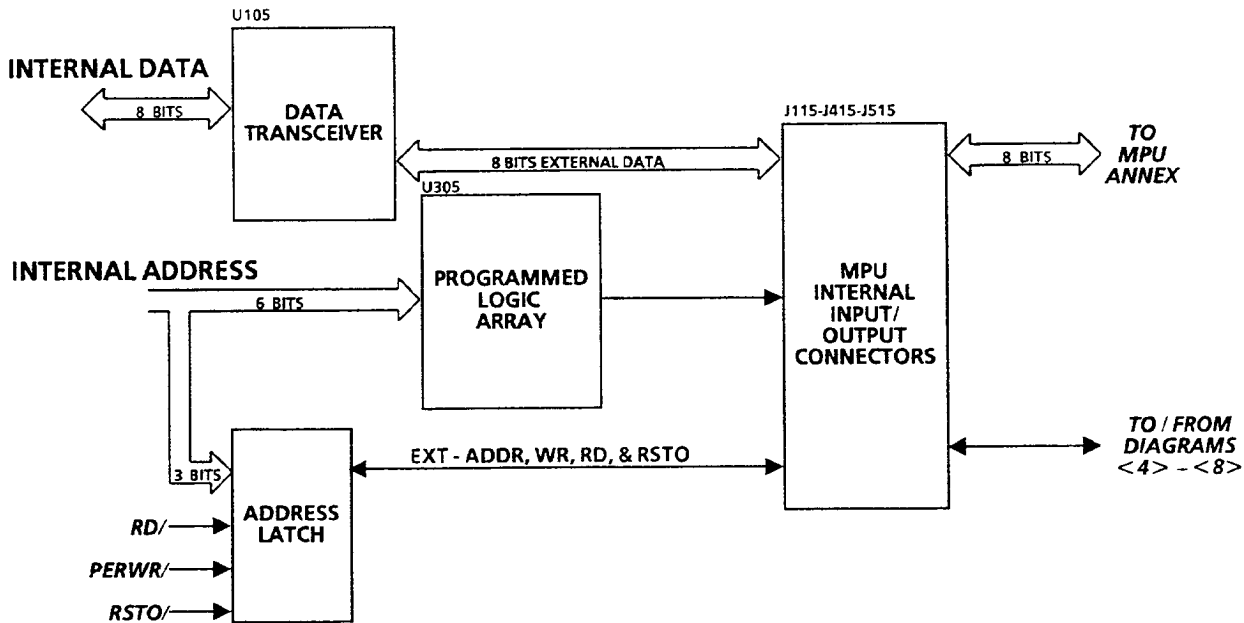 U105
INTERNAL DATA
8 BITS
DATA
TRANSCEIVER
J115-J415-J515
8 BITS EXTERNAL DATA
8 BITS
TO
MPU
ANNEX
U305
INTERNAL ADDRESS
6 BITS
PROGRAMMED
LOGIC
ARRAY
MPU
INTERNAL
INPUT/
OUTPUT
CONNECTORS
3 BITS
EXT - ADDR, WR, RD, & RSTO
TO / FROM
DIAGRAMS
<4> - <8>
ADDRESS
LATCH
RD/
PERWR/
RSTO/